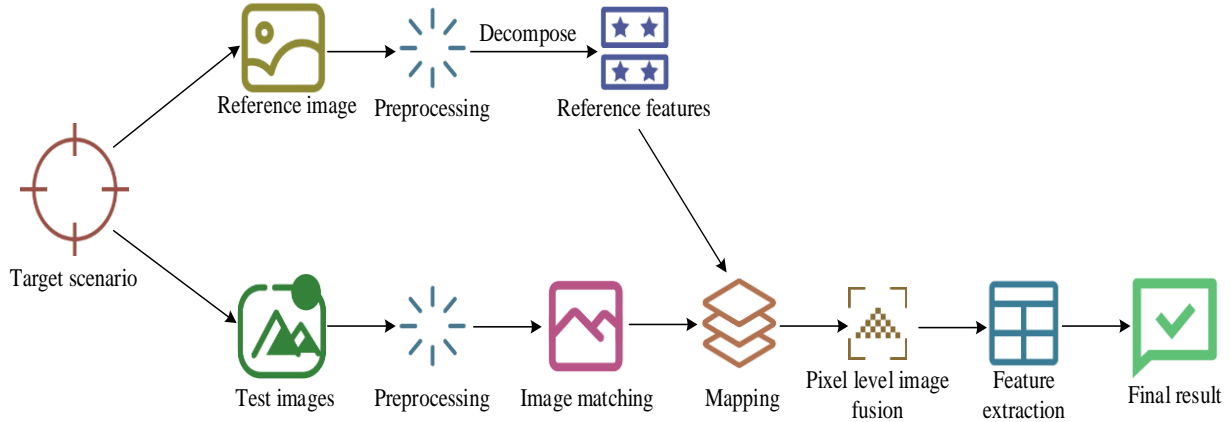 Decompose
Reference image
Preprocessing
Reference features
Target scenario
Test images
Preprocessing
Image matching
Mapping
Pixel level image
fusion
Feature
extraction
Final result